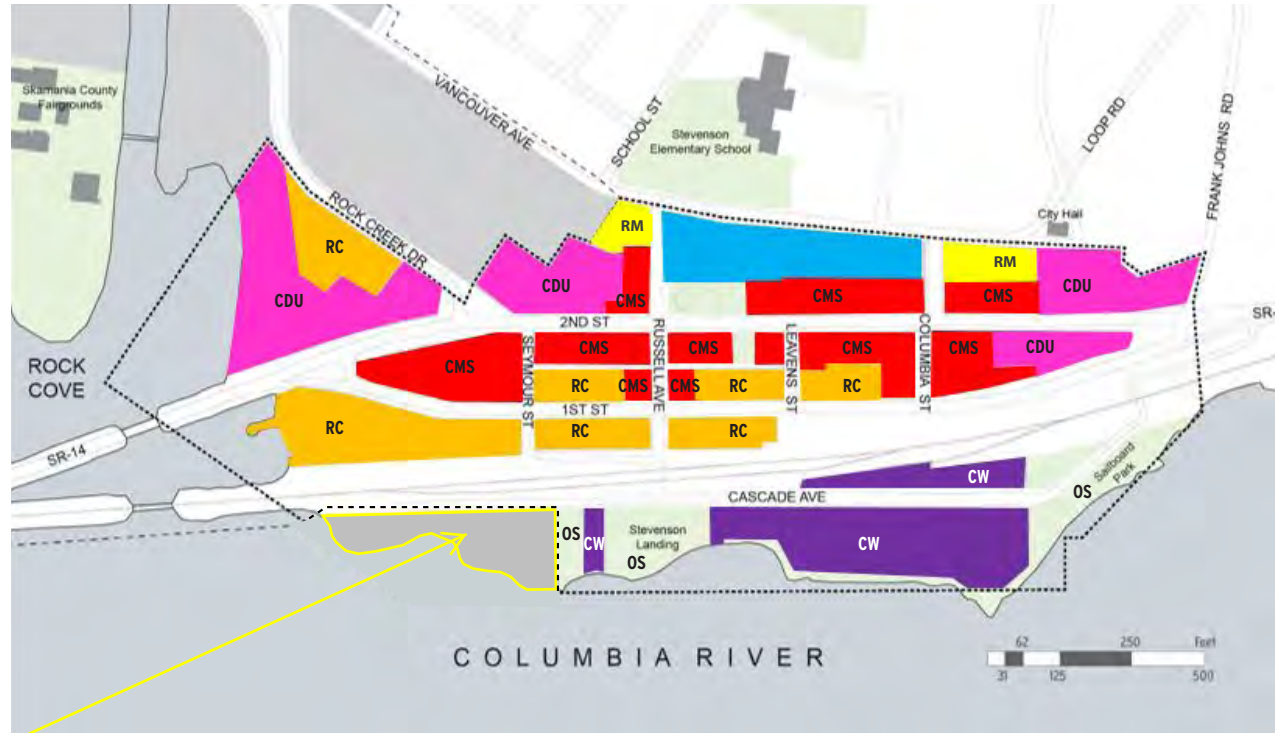 Skamania County
Fairgrounds
VANCOUVER AVE
SCHOOL ST
Stevenson
Elementary School
LOOP RD
FRANK JOHNS RD
City Hall
ROCK CREEK DR
RM
RC
CDU
CDU
CMS
CMS
RM
CMS
CDU
2ND ST
SR-
ROCK
COVE
SEYMOUR ST
RUSSELL AVE
LEAVENS ST
COLUMBIA ST
CMS
CMS
CMS
CMS
CMS
CDU
RC
CMS
CMS
RC
RC
1ST ST
RC
RC
RC
SR-14
CW
Sailboard
Park
OS
CASCADE AVE
OS
CW
Stevenson
Landing
OS
CW
COLUMBIA RIVER
62
250
Feet
31
125
500